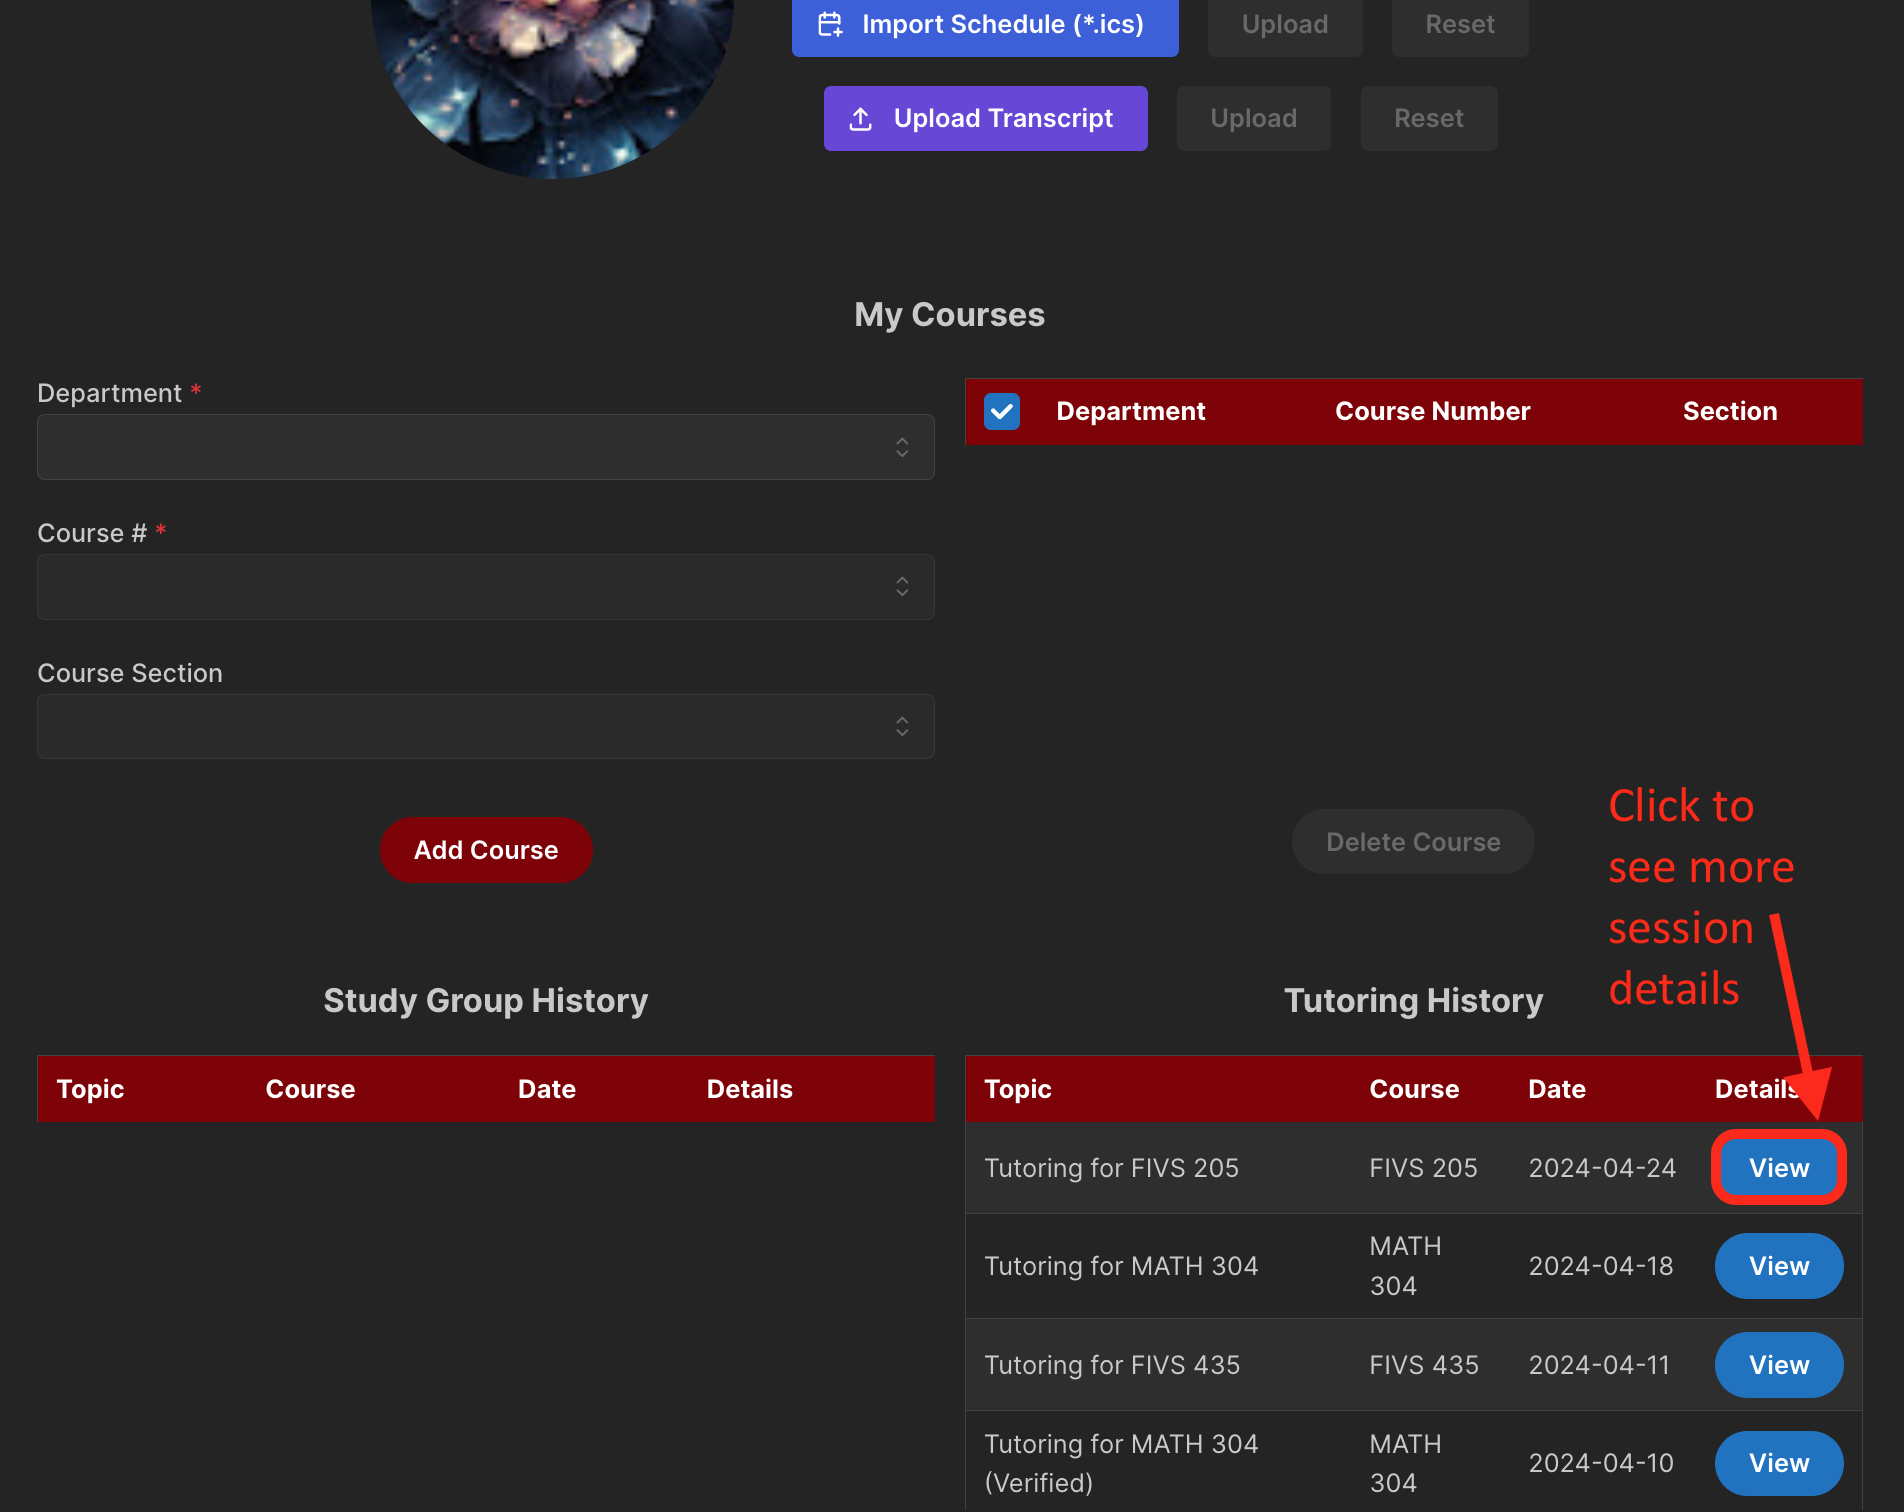 Import Schedule (*.ics)
Upload
Reset
Upload Transcript
Upload
Reset
My Courses
Department *
Course # *
Course Section
Add Course
Department Course Number Section
Delete Course
Click to
see more
session
details
Study Group History
Topic Course Date Details
Tutoring History
Topic Course Date Details
Tutoring for FIVS 205 FIVS 205 2024-04-24 View
Tutoring for MATH 304 MATH 304 2024-04-18 View
Tutoring for FIVS 435 FIVS 435 2024-04-11 View
Tutoring for MATH 304 (Verified) MATH 304 2024-04-10 View